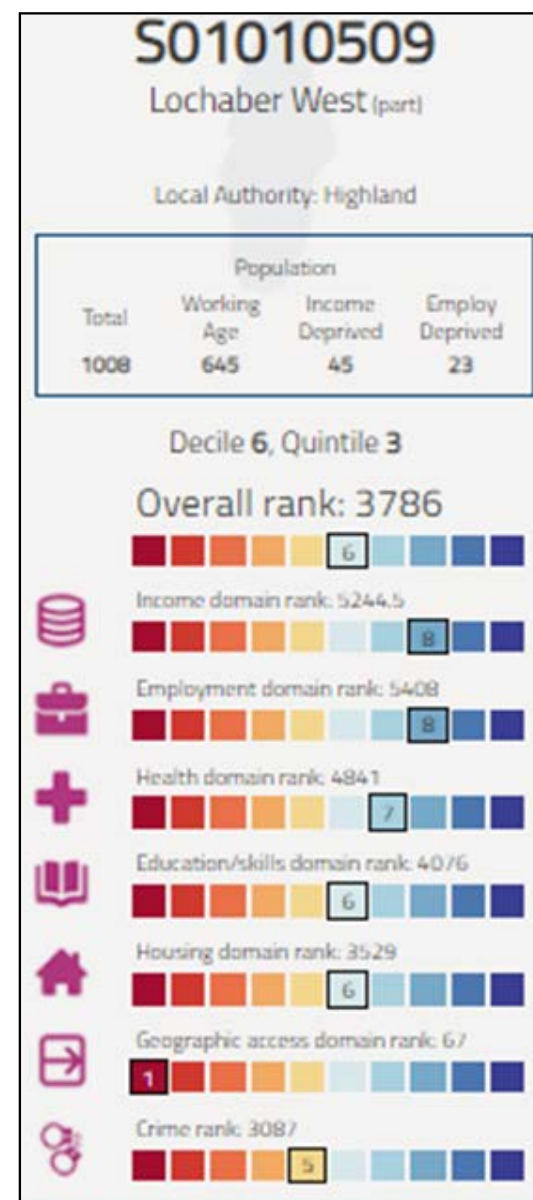 S01010509
Lochaber West (part)
Local Authority: Highland
Population
Total Working Age Income Deprived Employ Deprived
1008 645 45 23
Decile 6, Quintile 3
Overall rank: 3786
6
Income domain rank: 5244.5
8
Employment domain rank: 5408
8
Health domain rank: 4841
7
Education/skills domain rank: 4076
6
Housing domain rank: 3529
6
Geographic access domain rank: 67
1
Crime rank: 3087
5